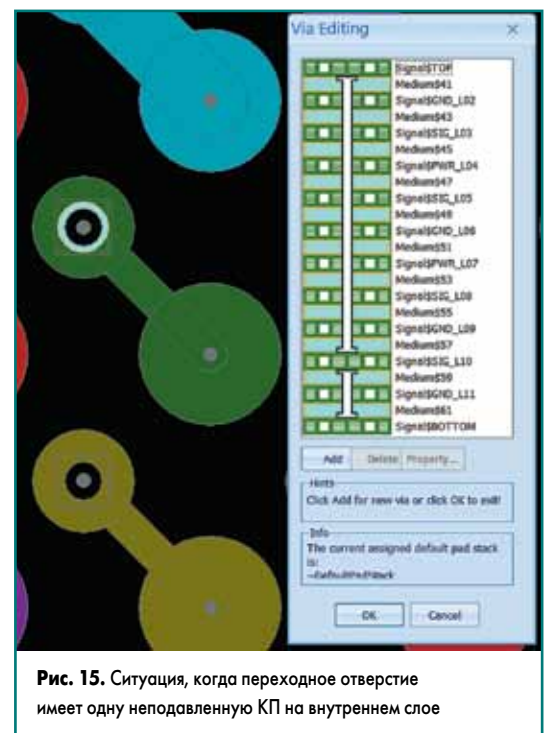 Via Editing
Signal$TOP
Medium$41
Signal$GND_L02
Medium$43
Signal$SIG_L03
Medium$45
Signal$PWR_L04
Medium$47
Signal$SIG_L05
Medium$49
Signal$GND_L06
Medium$51
Signal$PWR_L07
Medium$53
Signal$SIG_L08
Medium$55
Signal$GND_L09
Medium$57
Signal$SIG_L10
Medium$59
Signal$GND_L11
Medium$61
Signal$BOTTOM
Add Delete Property...
Hints
Click Add for new via or click OK to exit!
Info
The current assigned default pad stack
is:
OK Cancel
Рис. 15. Ситуация, когда переходное отверстие
имеет одну неподавленную КП на внутреннем слое